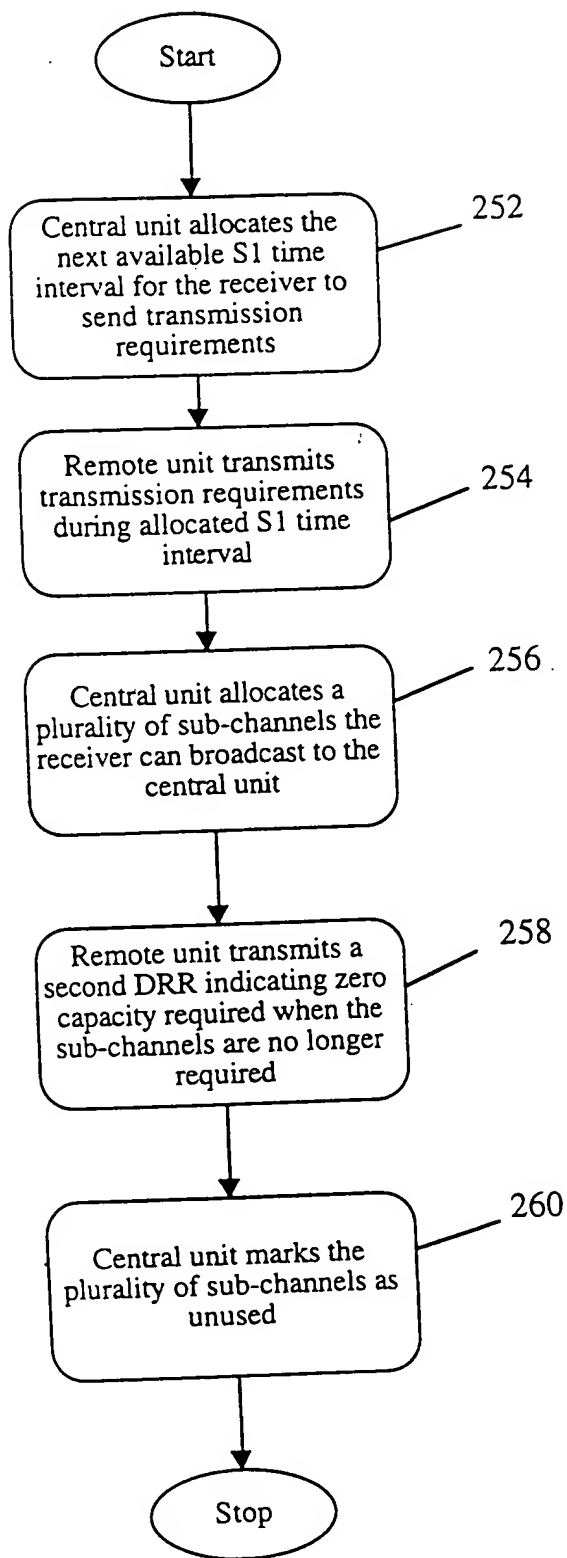 Start
252
Central unit allocates the
next available S1 time
interval for the receiver to
send transmission
requirements
254
Remote unit transmits
transmission requirements
during allocated S1 time
interval
256
Central unit allocates a
plurality of sub-channels the
receiver can broadcast to the
central unit
258
Remote unit transmits a
second DRR indicating zero
capacity required when the
sub-channels are no longer
required
260
Central unit marks the
plurality of sub-channels as
unused
Stop